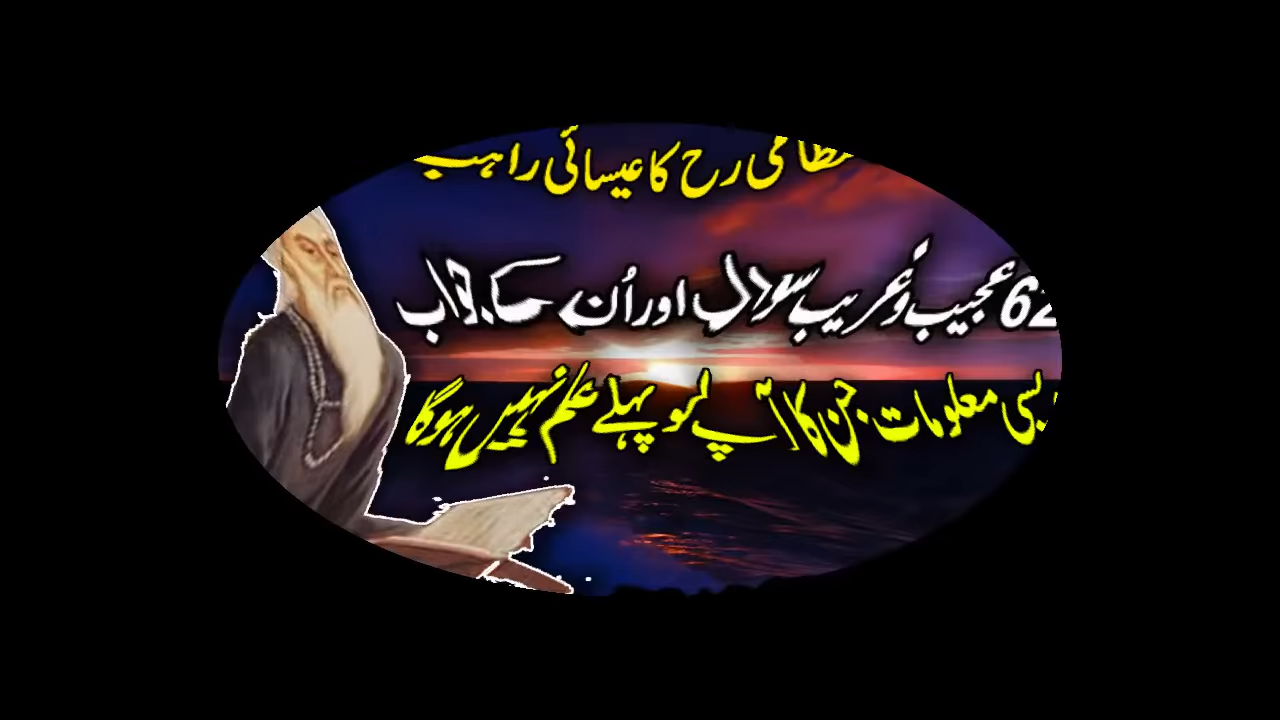 رح کا عیسائی راہب
عجیب و غریب سوال اور اُن کے جواب
معلومات جن کا آپ کو پہلے علم نہیں ہوگا